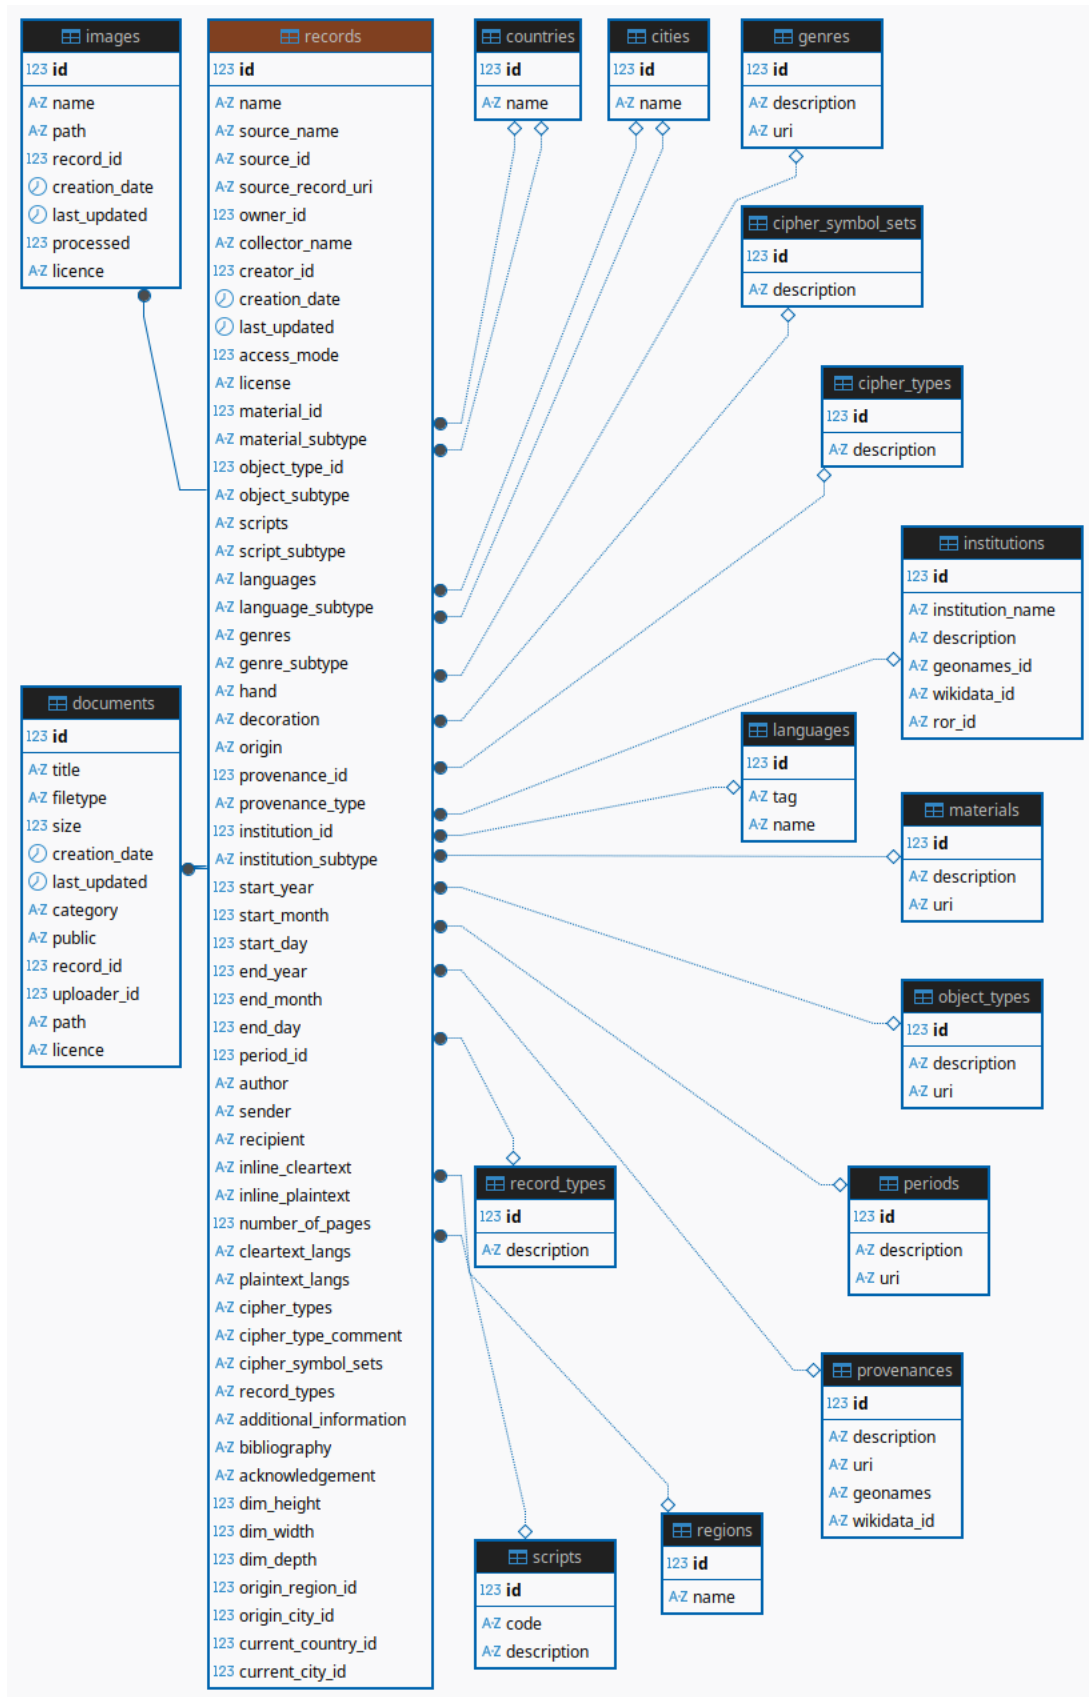 images
123 id
A-Z name
A-Z path
123 record_id
creation_date
last_updated
123 processed
A-Z licence
records
123 id
A-Z name
A-Z source_name
A-Z source_id
A-Z source_record_uri
123 owner_id
A-Z collector_name
123 creator_id
creation_date
last_updated
123 access_mode
A-Z license
123 material_id
A-Z material_subtype
123 object_type_id
A-Z object_subtype
A-Z scripts
A-Z script_subtype
A-Z languages
A-Z language_subtype
A-Z genres
A-Z genre_subtype
A-Z hand
A-Z decoration
A-Z origin
123 provenance_id
A-Z provenance_type
123 institution_id
A-Z institution_subtype
123 start_year
123 start_month
123 start_day
123 end_year
123 end_month
123 end_day
123 period_id
A-Z author
A-Z sender
A-Z recipient
A-Z inline_cleartext
A-Z inline_plaintext
123 number_of_pages
A-Z cleartext_langs
A-Z plaintext_langs
A-Z cipher_types
A-Z cipher_type_comment
A-Z cipher_symbol_sets
A-Z record_types
A-Z additional_information
A-Z bibliography
A-Z acknowledgement
123 dim_height
123 dim_width
123 dim_depth
123 origin_region_id
123 origin_city_id
123 current_country_id
123 current_city_id
countries
123 id
A-Z name
cities
123 id
A-Z name
genres
123 id
A-Z description
A-Z uri
cipher_symbol_sets
123 id
A-Z description
cipher_types
123 id
A-Z description
institutions
123 id
A-Z institution_name
A-Z description
A-Z geonames_id
A-Z wikidata_id
A-Z ror_id
documents
123 id
A-Z title
A-Z filetype
123 size
creation_date
last_updated
A-Z category
A-Z public
123 record_id
123 uploader_id
A-Z path
A-Z licence
languages
123 id
A-Z tag
A-Z name
materials
123 id
A-Z description
A-Z uri
object_types
123 id
A-Z description
A-Z uri
record_types
123 id
A-Z description
periods
123 id
A-Z description
A-Z uri
provenances
123 id
A-Z description
A-Z uri
A-Z geonames
A-Z wikidata_id
regions
123 id
A-Z name
scripts
123 id
A-Z code
A-Z description